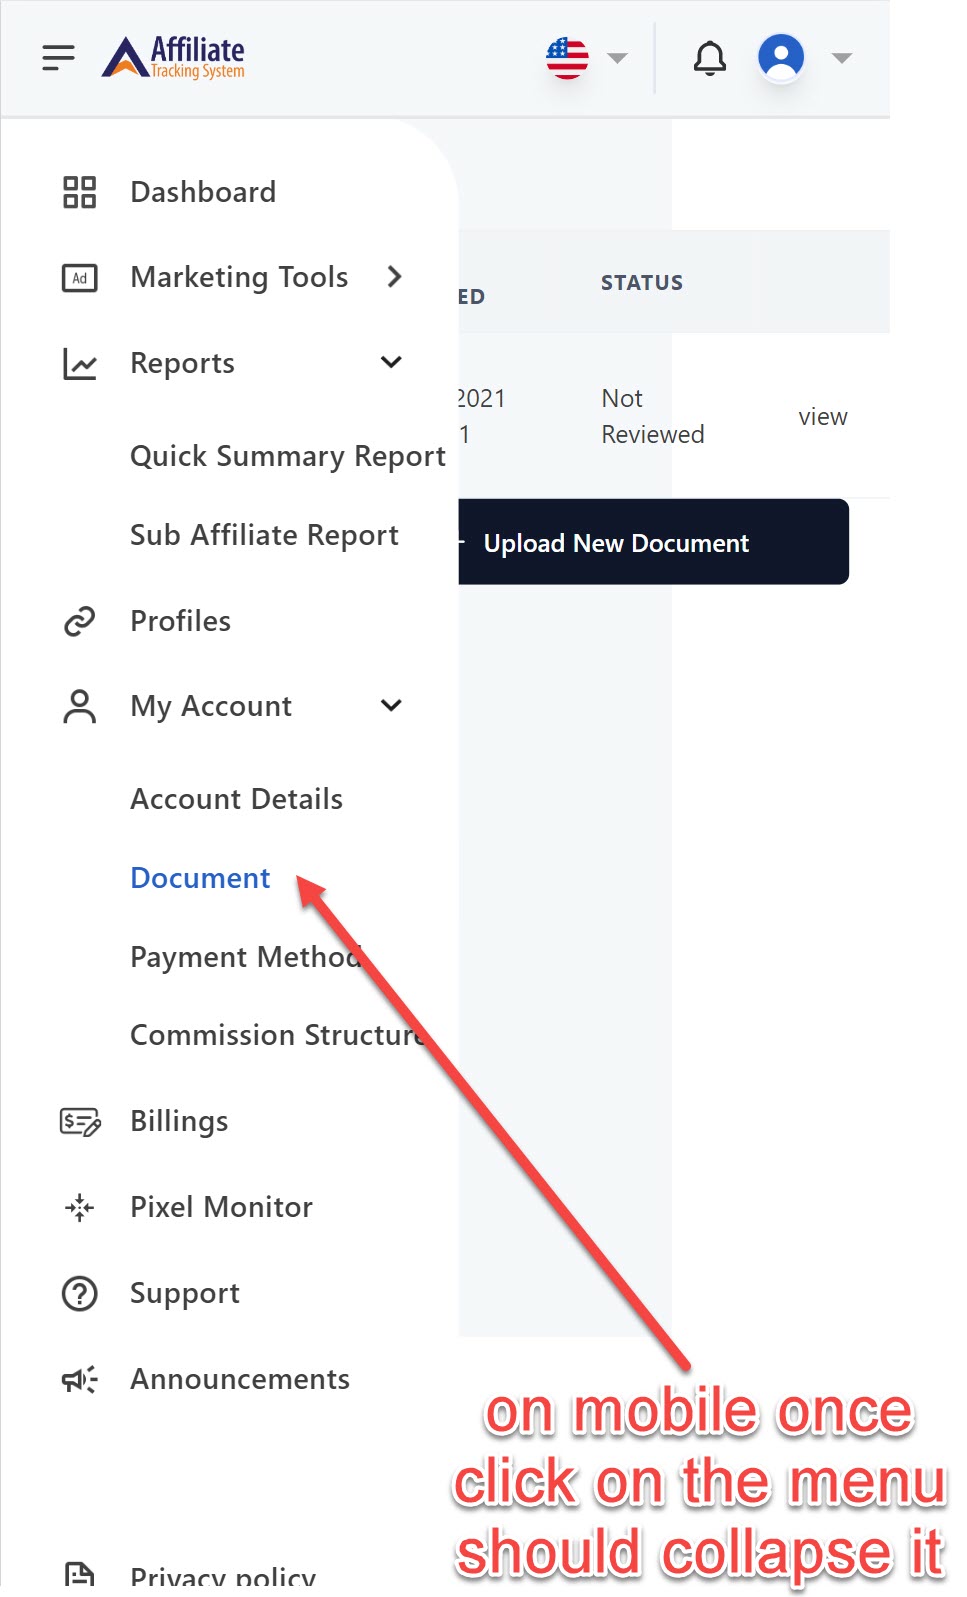 Affiliate
Tracking System
Dashboard
Ad
Marketing Tools
Reports
Quick Summary Report
Sub Affiliate Report
Profiles
My Account
Account Details
Document
Payment Method
Commission Structure
$
Billings
Pixel Monitor
?
Support
Announcements
Privacy policy
ED
STATUS
2021
1
Not
Reviewed
view
Upload New Document
on mobile once
click on the menu
should collapse it